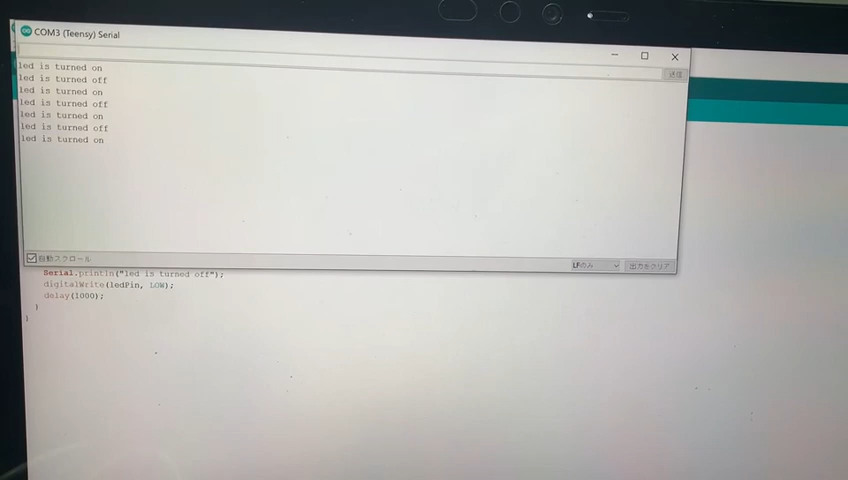 COM3 (Teensy) Serial
送信
led is turned on
led is turned off
led is turned on
led is turned off
led is turned on
led is turned off
led is turned on
自動スクロール
LFのみ
出力をクリア
Serial.println("led is turned off");
digitalWrite(ledPin, LOW);
delay(1000);
}
}